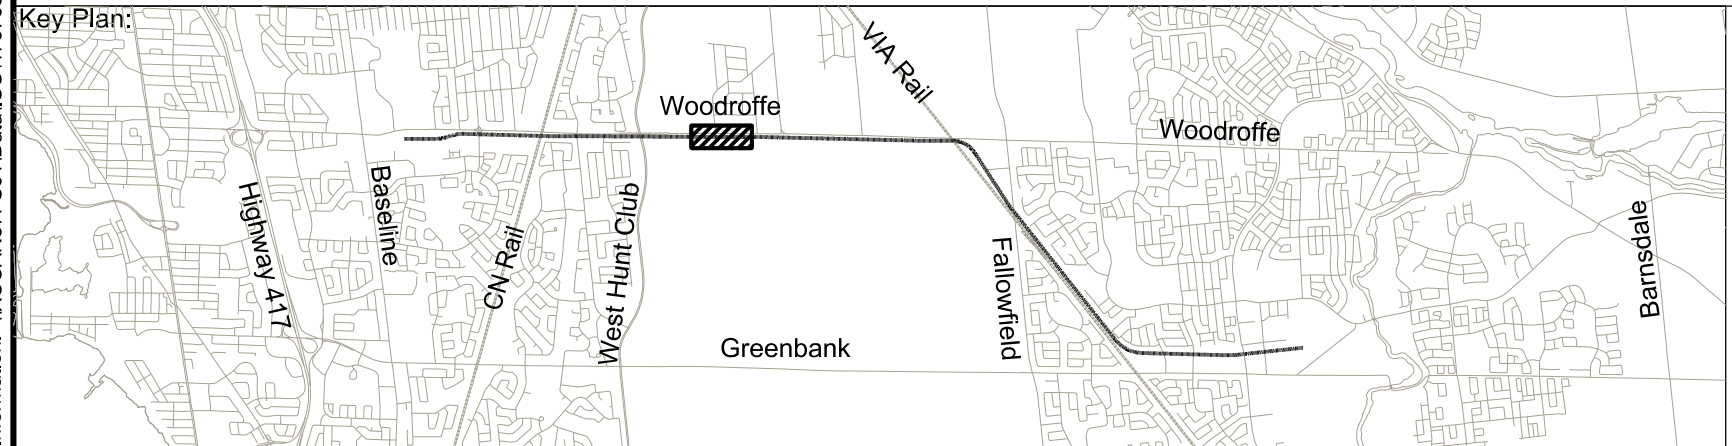 Key Plan:
VIA Rail
Woodroffe
Woodroffe
Highway 417
Baseline
CN Rail
West Hunt Club
Fallowfield
Barnsdale
Greenbank